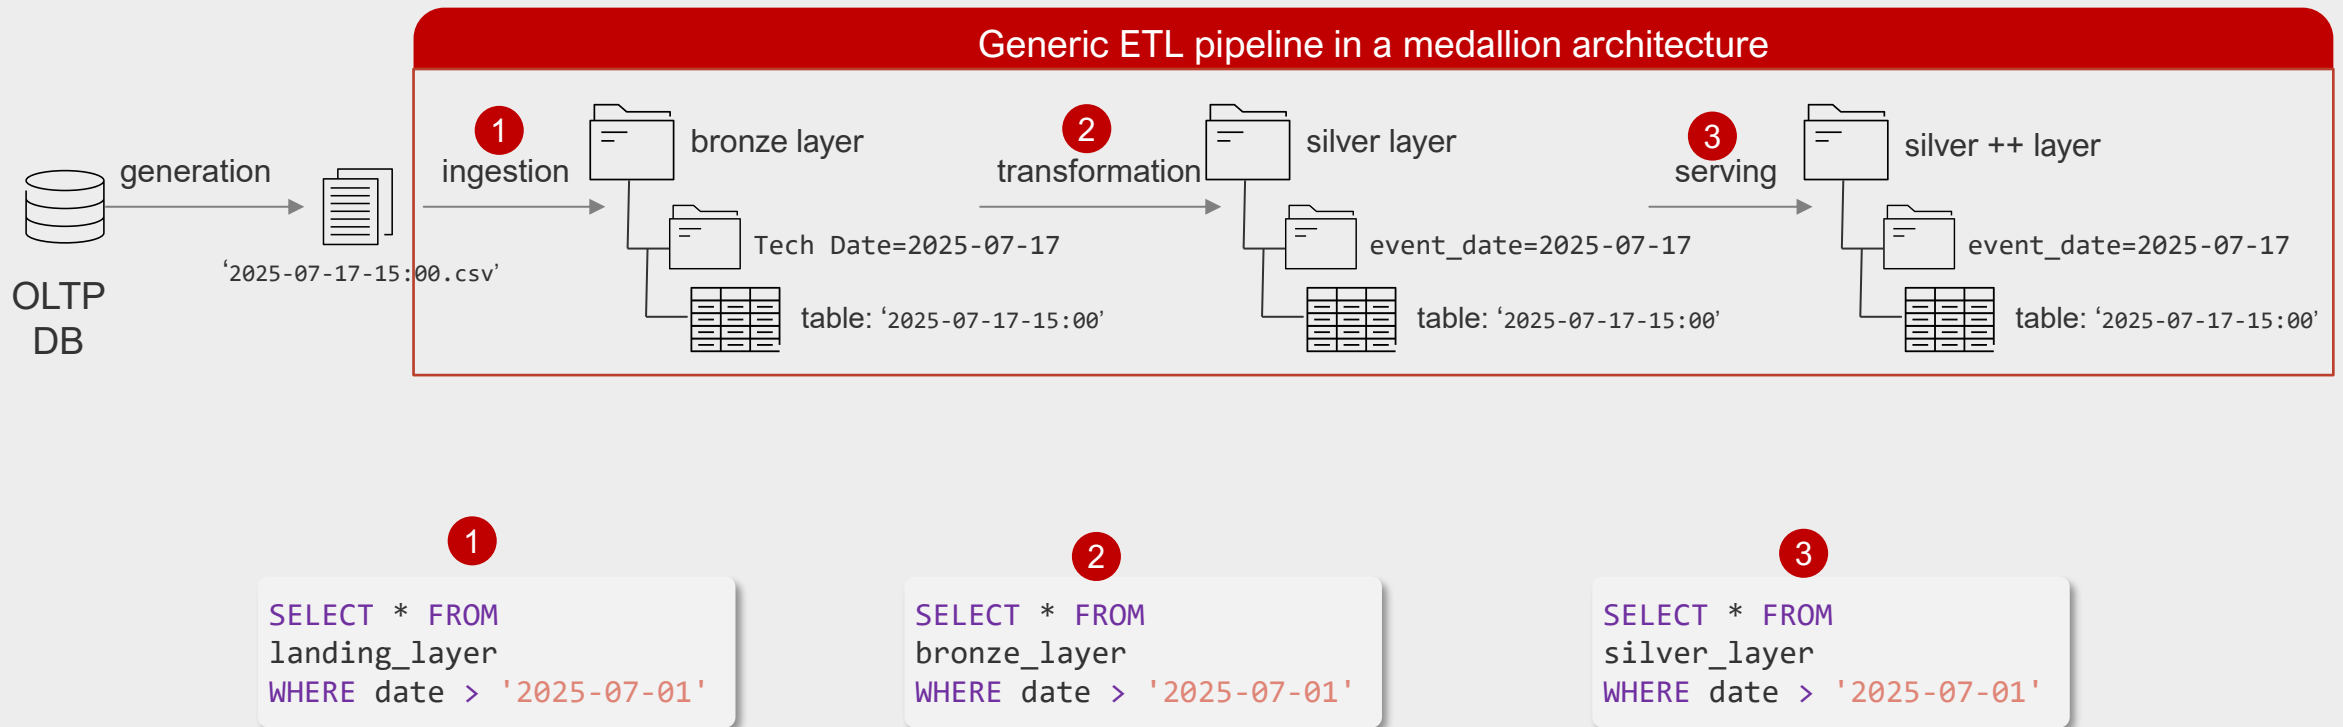 Generic ETL pipeline in a medallion architecture
generation
OLTP
DB
‘2025-07-17-15:00.csv’
1
ingestion
bronze layer
Tech Date=2025-07-17
table: ‘2025-07-17-15:00’
2
transformation
silver layer
event_date=2025-07-17
table: ‘2025-07-17-15:00’
3
serving
silver ++ layer
event_date=2025-07-17
table: ‘2025-07-17-15:00’
1
SELECT * FROM
landing_layer
WHERE date > '2025-07-01'
2
SELECT * FROM
bronze_layer
WHERE date > '2025-07-01'
3
SELECT * FROM
silver_layer
WHERE date > '2025-07-01'